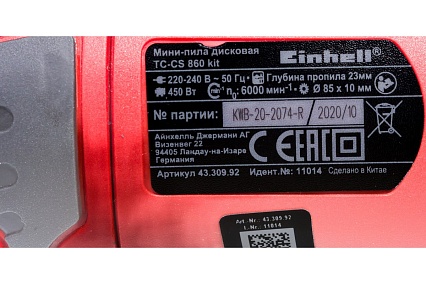 Мини-пила дисковая
TC-CS 860 kit
Einhell
220-240 В ~ 50 Гц
Глубина пропила 23мм
450 Вт
n₀: 6000 мин⁻¹
Ø 85 x 10 мм
№ партии: KWB-20-2074-R / 2020/10
Айнхелль Джермани АГ
Визенвег 22
94405 Ландау-на-Изаре
Германия
CE EAC
Артикул 43.309.92 Идент.№: 11014 Сделано в Китае
Art.-Nr.: 43.309.92
I.-Nr.: 11014